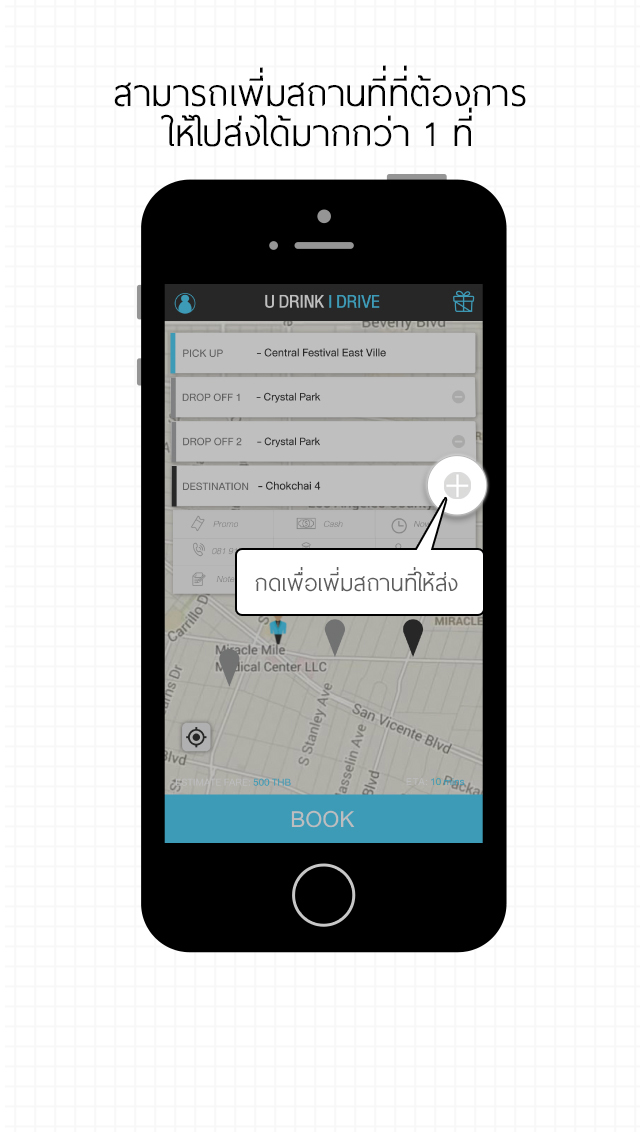 สามารถเพิ่มสถานที่ที่ต้องการ
ให้ไปส่งได้มากกว่า 1 ที่
U DRINK I DRIVE
Beverly Blvd
PICK UP - Central Festival East Ville
DROP OFF 1 - Crystal Park
DROP OFF 2 - Crystal Park
DESTINATION - Chokchai 4
Promo Cash Now
081 9
กดเพื่อเพิ่มสถานที่ให้ส่ง
Note
Carrillo Dr
MIRACLE
Miracle Mile
Medical Center LLC
San Vicente Blvd
S Stanley Ave
Blvd
500 THB
ETA 10 mins
BOOK